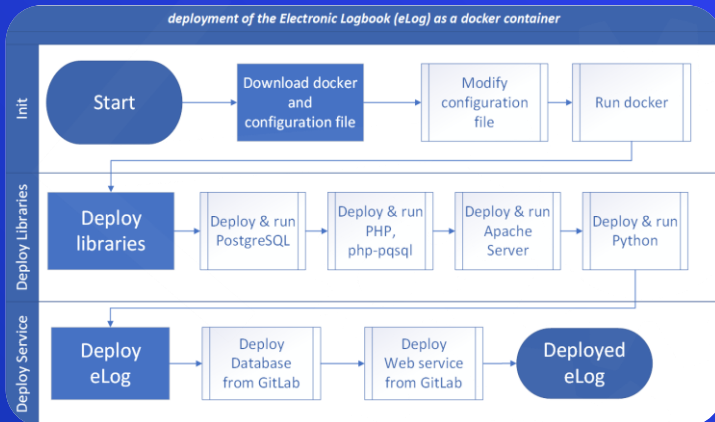 deployment of the Electronic Logbook (eLog) as a docker container
Init
Start
Download docker
and
configuration file
Modify
configuration
file
Run docker
Deploy Libraries
Deploy
libraries
Deploy & run
PostgreSQL
Deploy & run
PHP,
php-pqsql
Deploy & run
Apache
Server
Deploy & run
Python
Deploy Service
Deploy
eLog
Deploy
Database
from GitLab
Deploy
Web service
from GitLab
Deployed
eLog